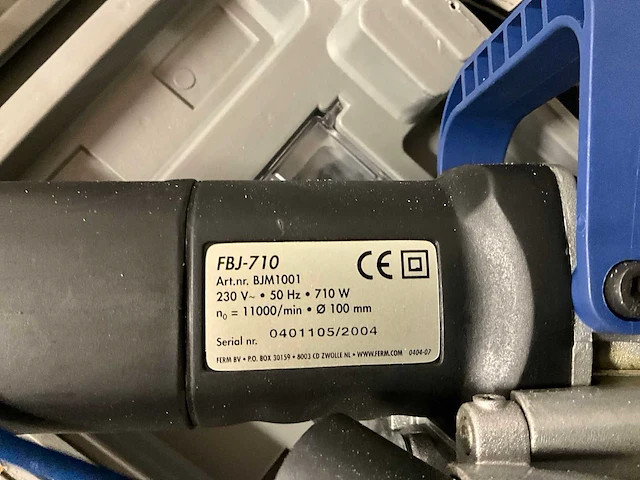 FBJ-710
Art.nr. BJM1001
230 V~ • 50 Hz • 710 W
n₀ = 11000/min • Ø 100 mm
Serial nr. 0401105/2004
FERM BV • P.O. BOX 30159 • 8003 CD ZWOLLE NL • WWW.FERM.COM 0404-07
CE